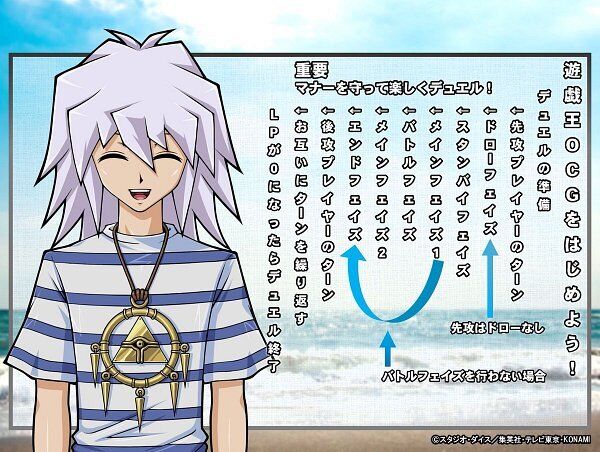 遊戯王OCGをはじめよう！
デュエルの準備
←先攻プレイヤーのターン
←ドローフェイズ
←スタンバイフェイズ
←メインフェイズ1
←バトルフェイズ
←メインフェイズ2
←エンドフェイズ
←後攻プレイヤーのターン
←お互いにターンを繰り返す
LPが0になったらデュエル終了
重要
マナーを守って楽しくデュエル！
先攻はドローなし
バトルフェイズを行わない場合
©スタジオ・ダイス／集英社・テレビ東京・KONAMI